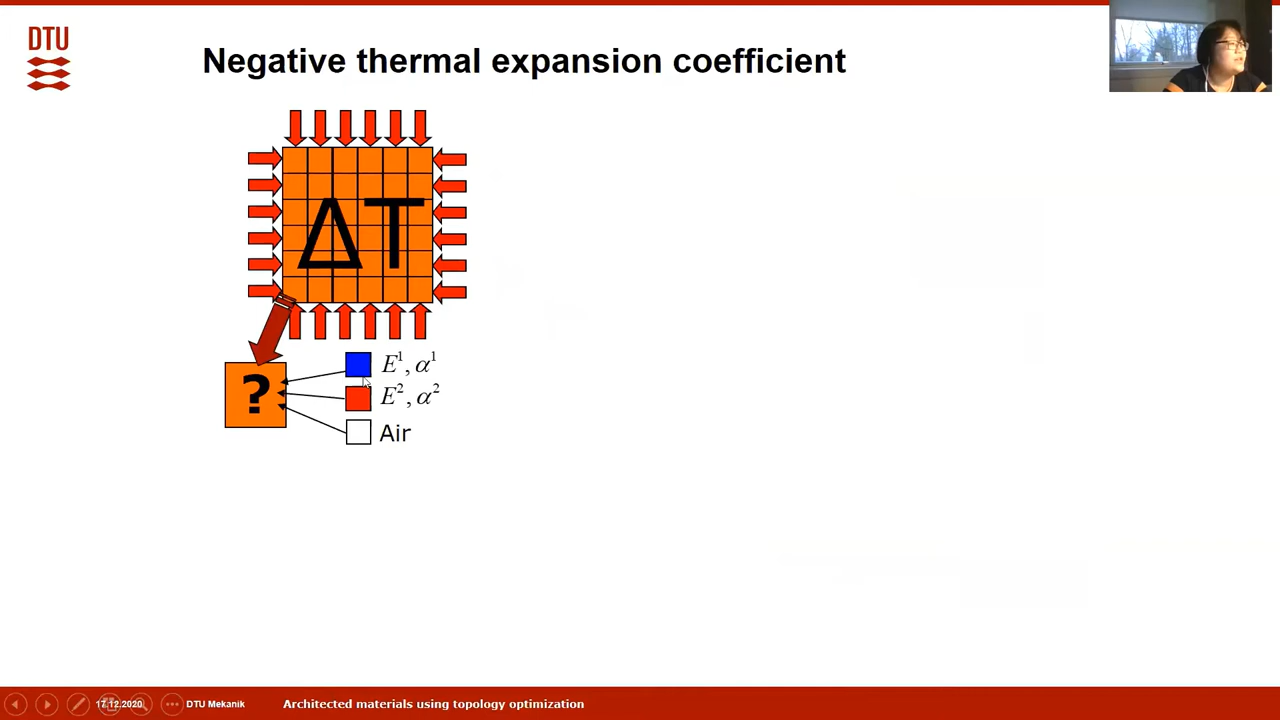 DTU
Negative thermal expansion coefficient
ΔT
?
E¹, α¹
E², α²
Air
17.12.2020
DTU Mekanik
Architected materials using topology optimization